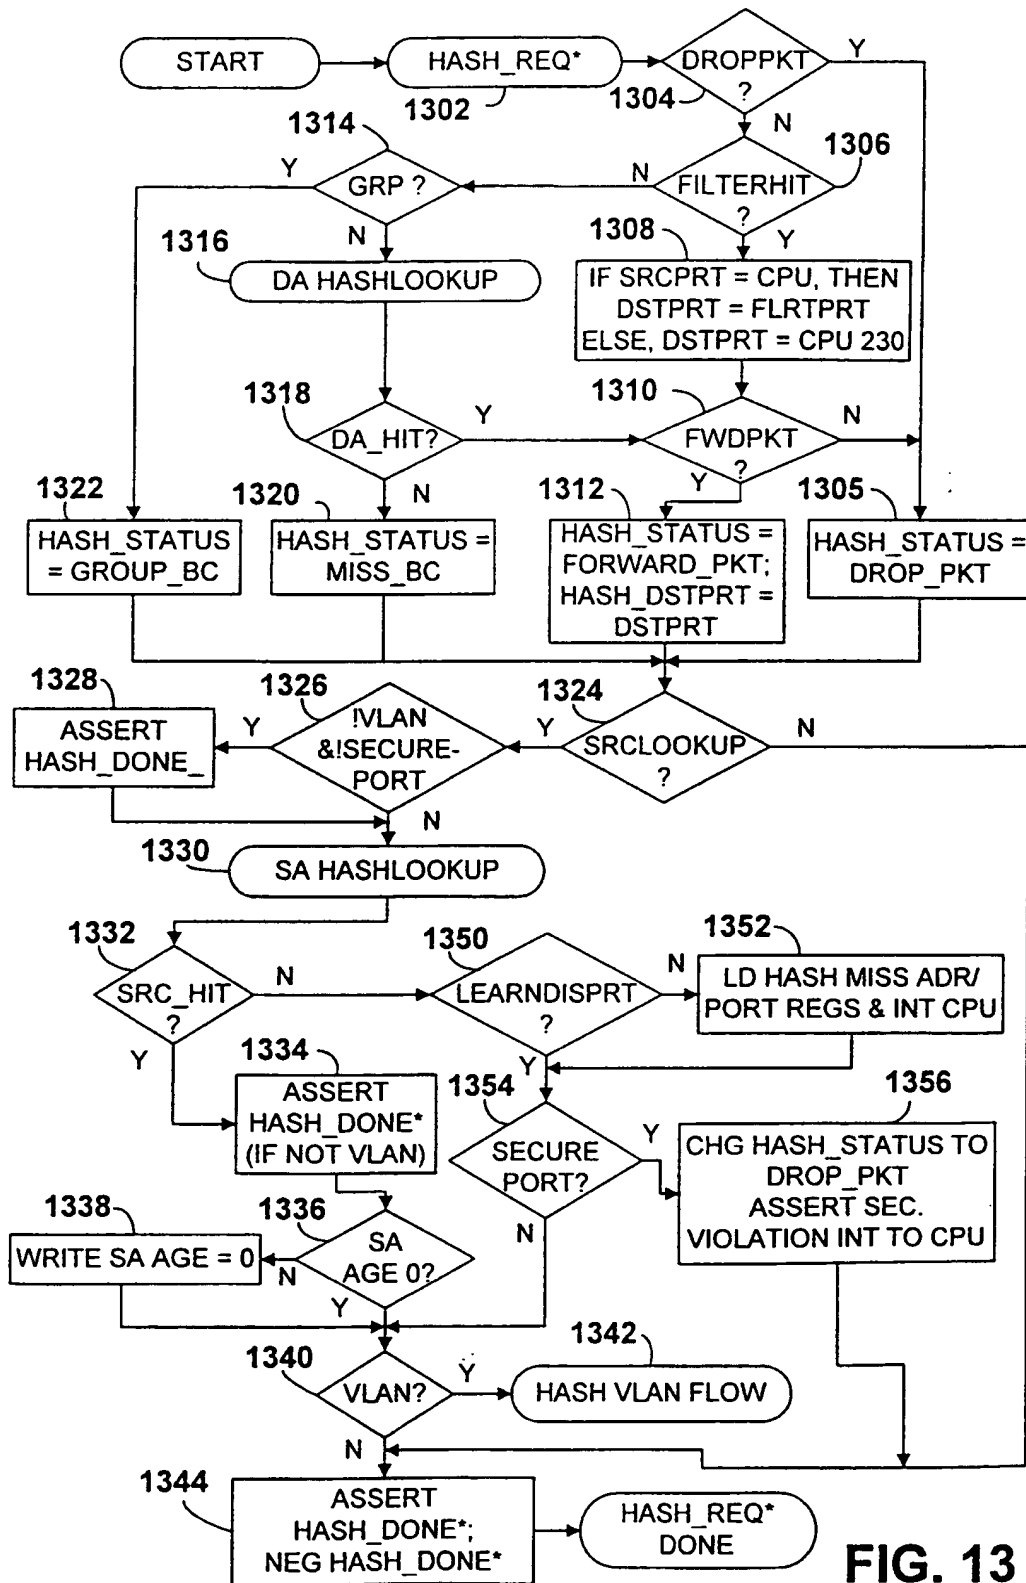 START
HASH_REQ*
1302
DROPPKT
?
1304
Y
N
1314
GRP ?
Y
N
N
FILTERHIT
?
1306
Y
1316
DA HASHLOOKUP
1308
IF SRCPRT = CPU, THEN
DSTPRT = FLRTPRT
ELSE, DSTPRT = CPU 230
1318
DA_HIT?
Y
N
1310
FWDPKT
?
N
Y
1322
HASH_STATUS
= GROUP_BC
1320
HASH_STATUS =
MISS_BC
1312
HASH_STATUS =
FORWARD_PKT;
HASH_DSTPRT =
DSTPRT
1305
HASH_STATUS =
DROP_PKT
1328
ASSERT
HASH_DONE_
1326
!VLAN
&!SECURE-
PORT
Y
N
1324
SRCLOOKUP
?
Y
N
1330
SA HASHLOOKUP
1332
SRC_HIT
?
N
Y
1350
LEARNDISPRT
?
N
Y
1352
LD HASH MISS ADR/
PORT REGS & INT CPU
1334
ASSERT
HASH_DONE*
(IF NOT VLAN)
1354
SECURE
PORT?
Y
N
1356
CHG HASH_STATUS TO
DROP_PKT
ASSERT SEC.
VIOLATION INT TO CPU
1338
WRITE SA AGE = 0
1336
SA
AGE 0?
N
Y
1340
VLAN?
Y
N
1342
HASH VLAN FLOW
1344
ASSERT
HASH_DONE*;
NEG HASH_DONE*
HASH_REQ*
DONE
FIG. 13